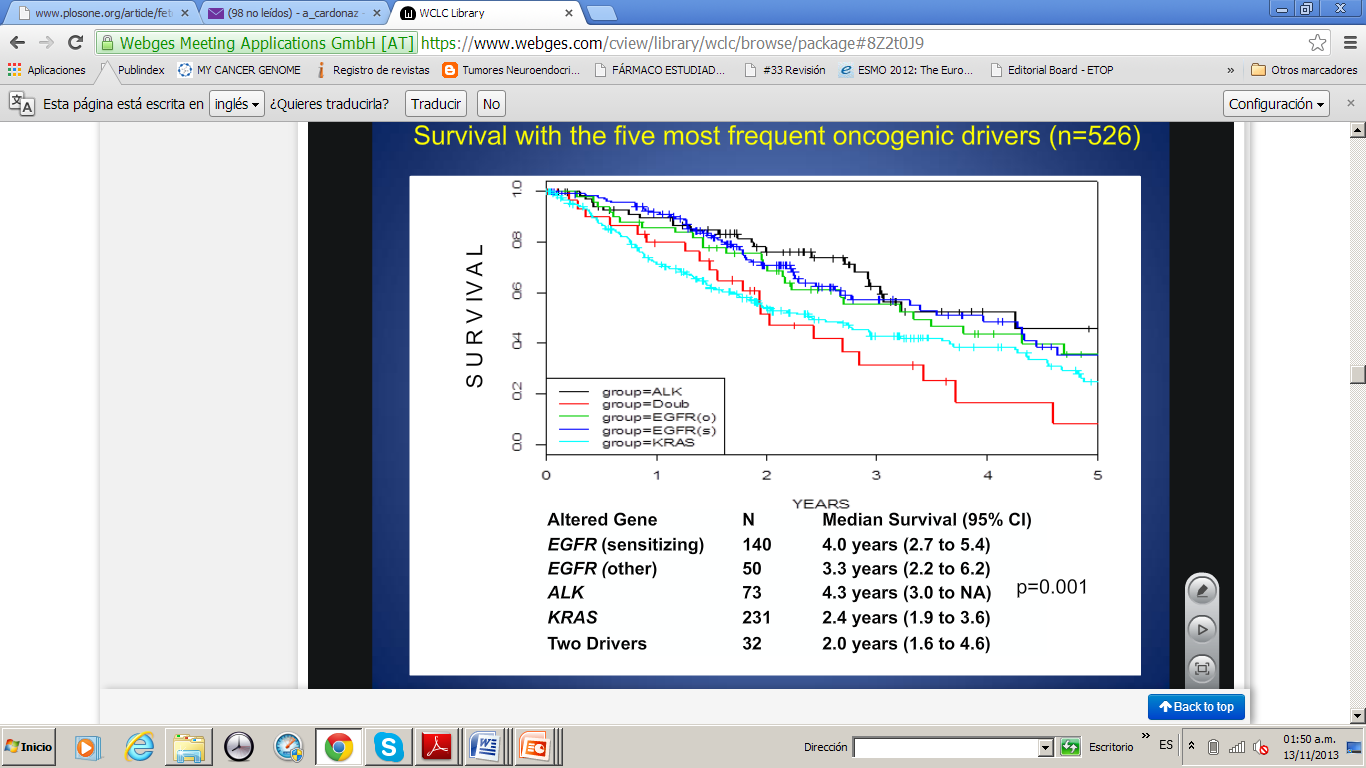 www.plosone.org/article/fet
(98 no leídos) - a_cardonaz -
WCLC Library
Webges Meeting Applications GmbH [AT] https://www.webges.com/cview/library/wclc/browse/package#8Z2t0J9
Aplicaciones Publindex MY CANCER GENOME Registro de revistas Tumores Neuroendocri... FÁRMACO ESTUDIAD... #33 Revisión ESMO 2012: The Euro... Editorial Board - ETOP » Otros marcadores
Esta página está escrita en inglés ¿Quieres traducirla? Traducir No Configuración
Survival with the five most frequent oncogenic drivers (n=526)
SURVIVAL
1.0
0.8
0.6
0.4
0.2
0.0
group=ALK
group=Doub
group=EGFR(o)
group=EGFR(s)
group=KRAS
0 1 2 3 4 5
YEARS
Altered Gene N Median Survival (95% CI)
EGFR (sensitizing) 140 4.0 years (2.7 to 5.4)
EGFR (other) 50 3.3 years (2.2 to 6.2)
ALK 73 4.3 years (3.0 to NA)
p=0.001
KRAS 231 2.4 years (1.9 to 3.6)
Two Drivers 32 2.0 years (1.6 to 4.6)
Back to top
Inicio Dirección Escritorio » ES 01:50 a.m.
13/11/2013